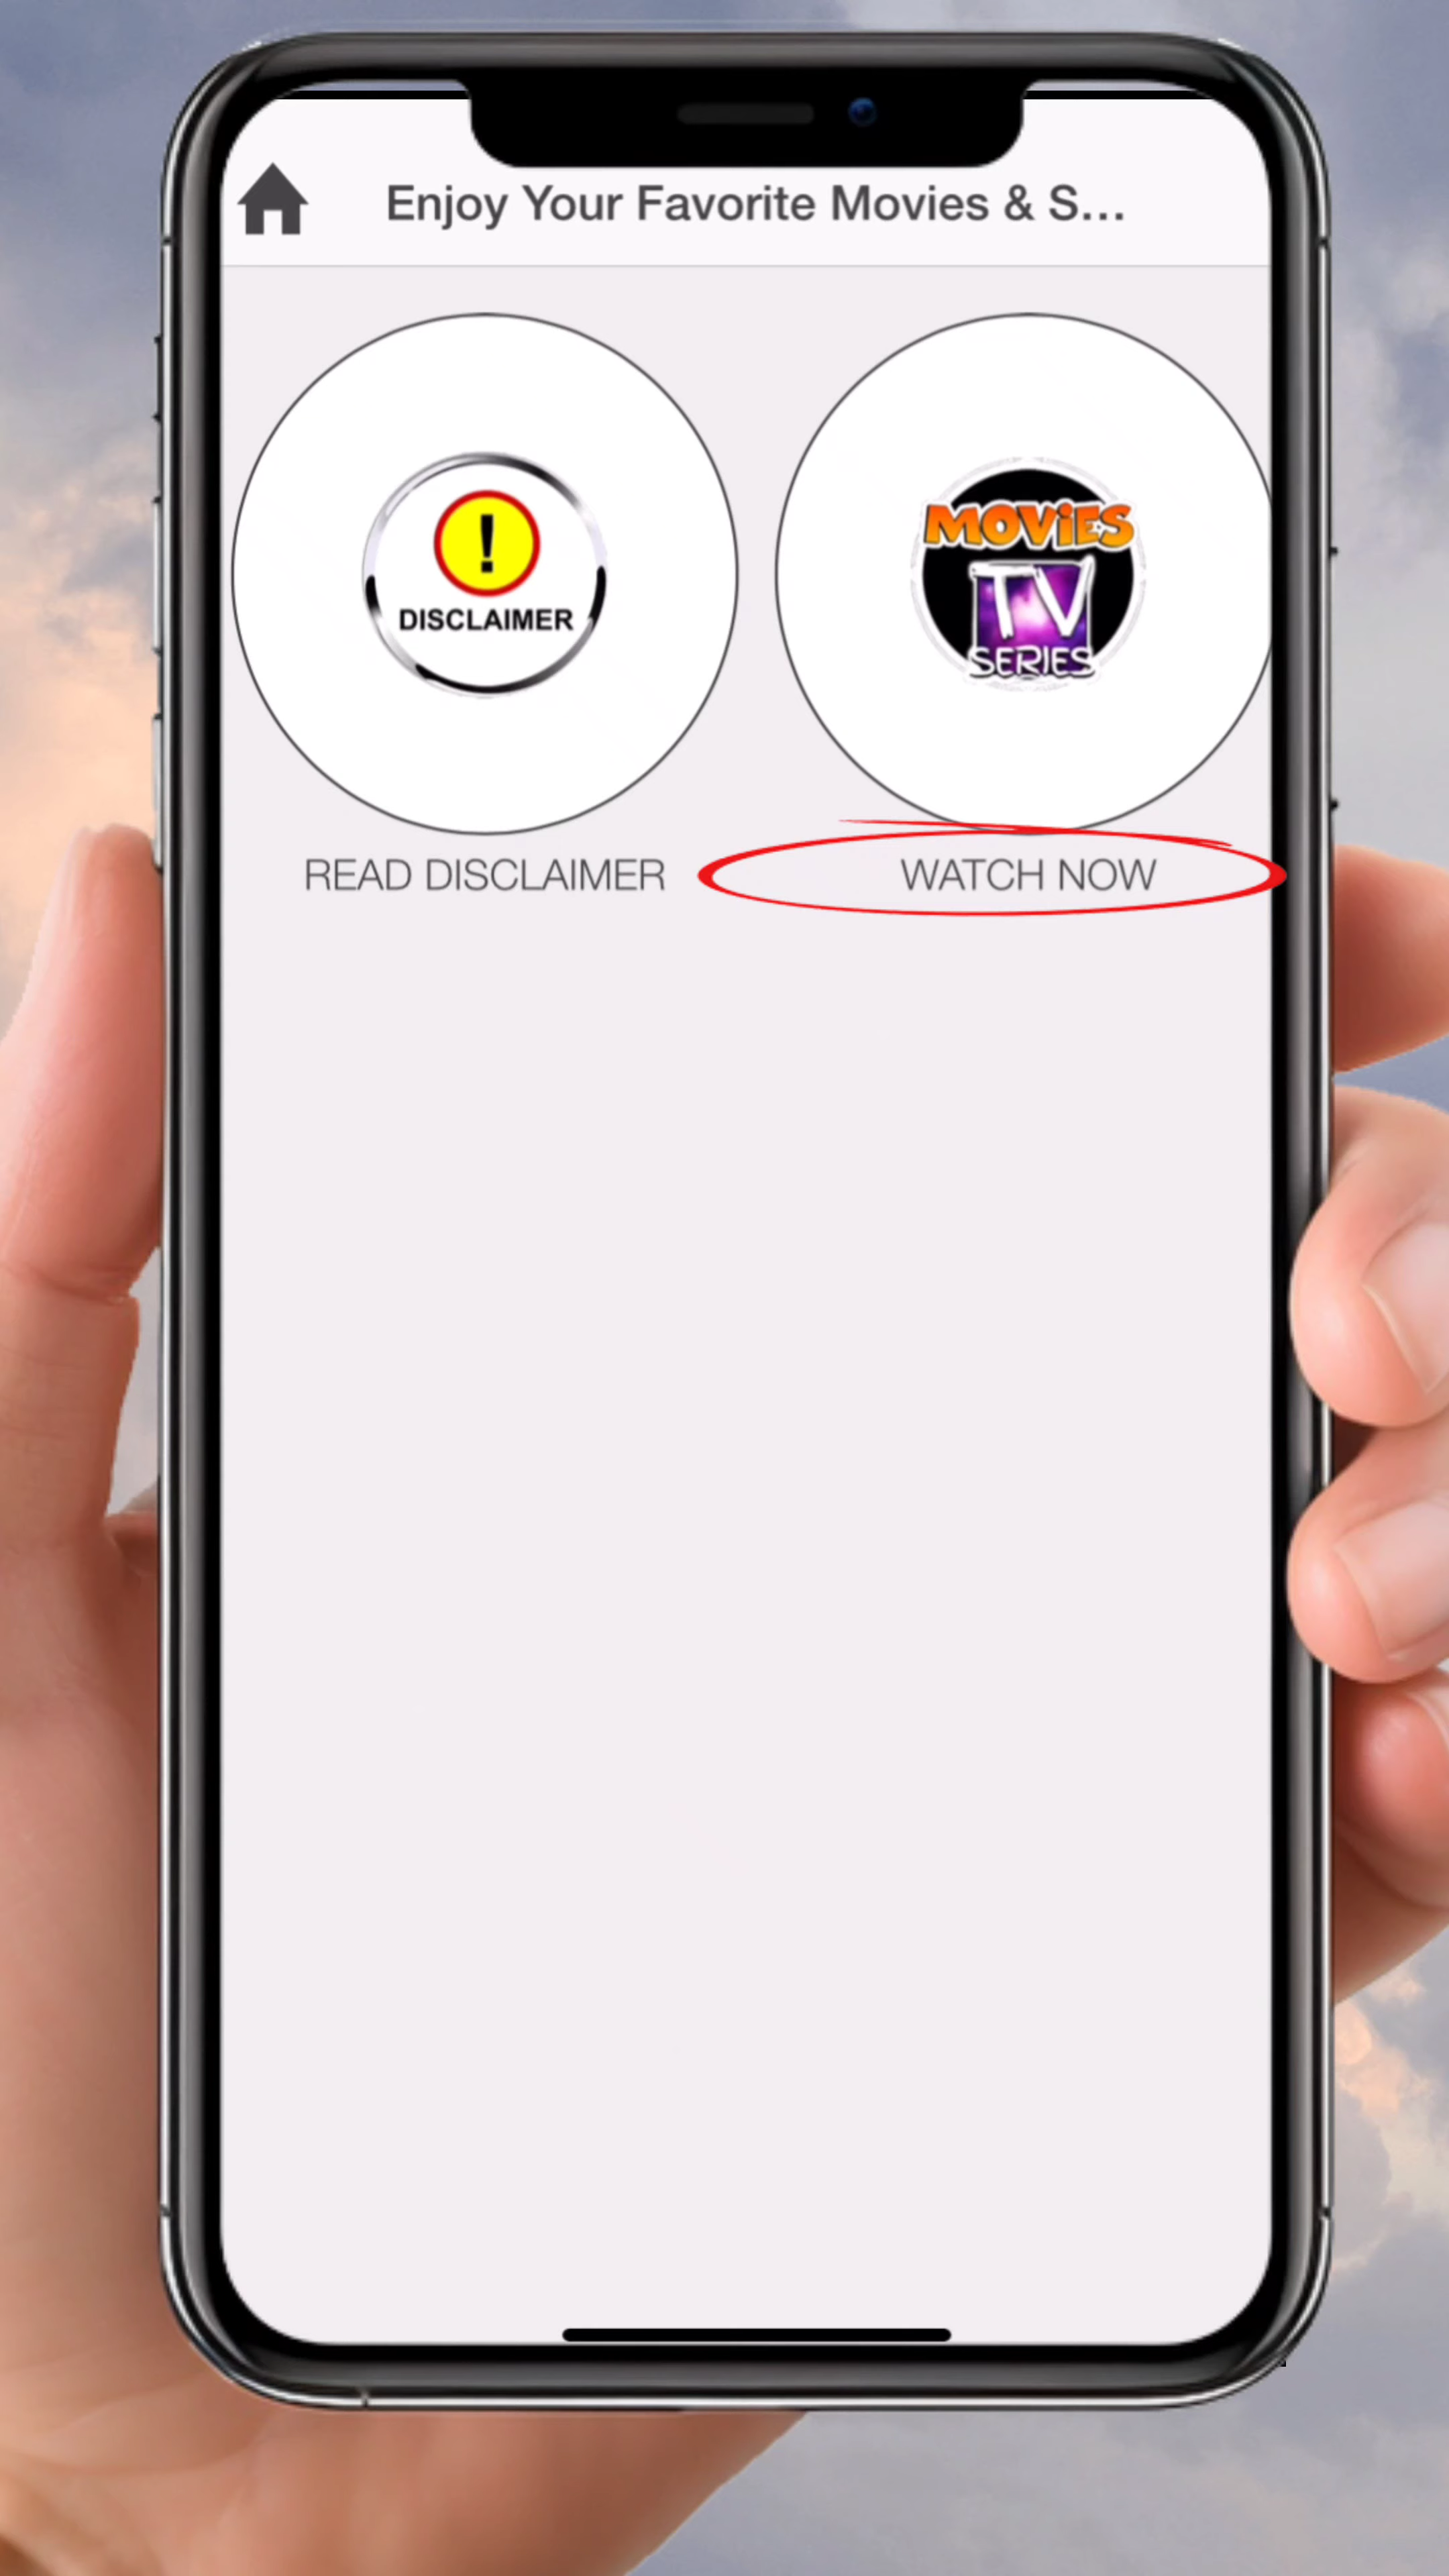 Enjoy Your Favorite Movies & S...
!
DISCLAIMER
MOViES
TV
SERIES
READ DISCLAIMER
WATCH NOW